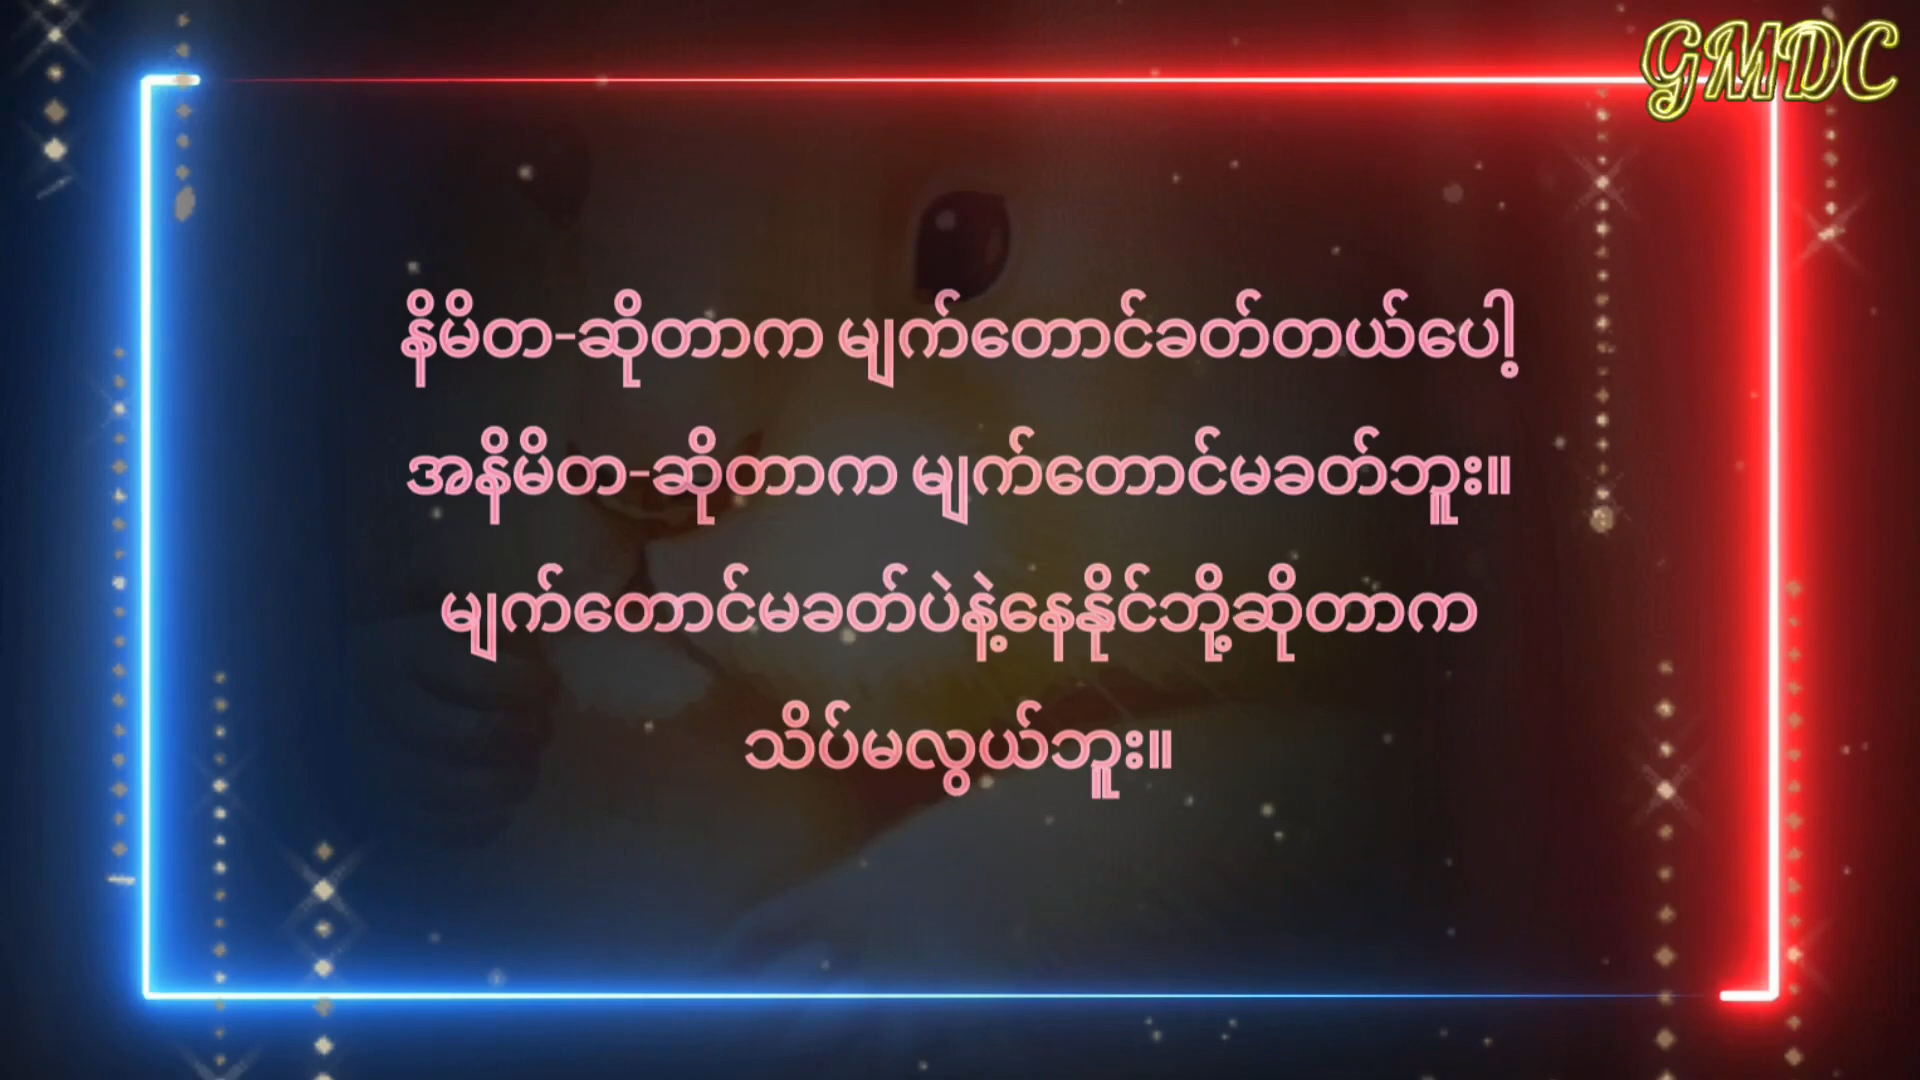 GMDC
နိမိတ-ဆိုတာက မျက်တောင်ခတ်တယ်ပေါ့
အနိမိတ-ဆိုတာက မျက်တောင်မခတ်ဘူး။
မျက်တောင်မခတ်ပဲနဲ့နေနိုင်ဘို့ဆိုတာက
သိပ်မလွယ်ဘူး။